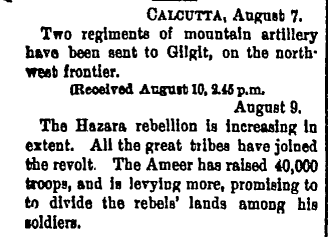 CALCUTTA, August 7.
Two regiments of mountain artillery
have been sent to Gilgit, on the north-
west frontier.
(Received August 10, 2.45 p.m.
August 9.
The Hazara rebellion is increasing in
extent. All the great tribes have joined
the revolt. The Ameer has raised 40,000
troops, and is levying more, promising to
to divide the rebels' lands among his
soldiers.